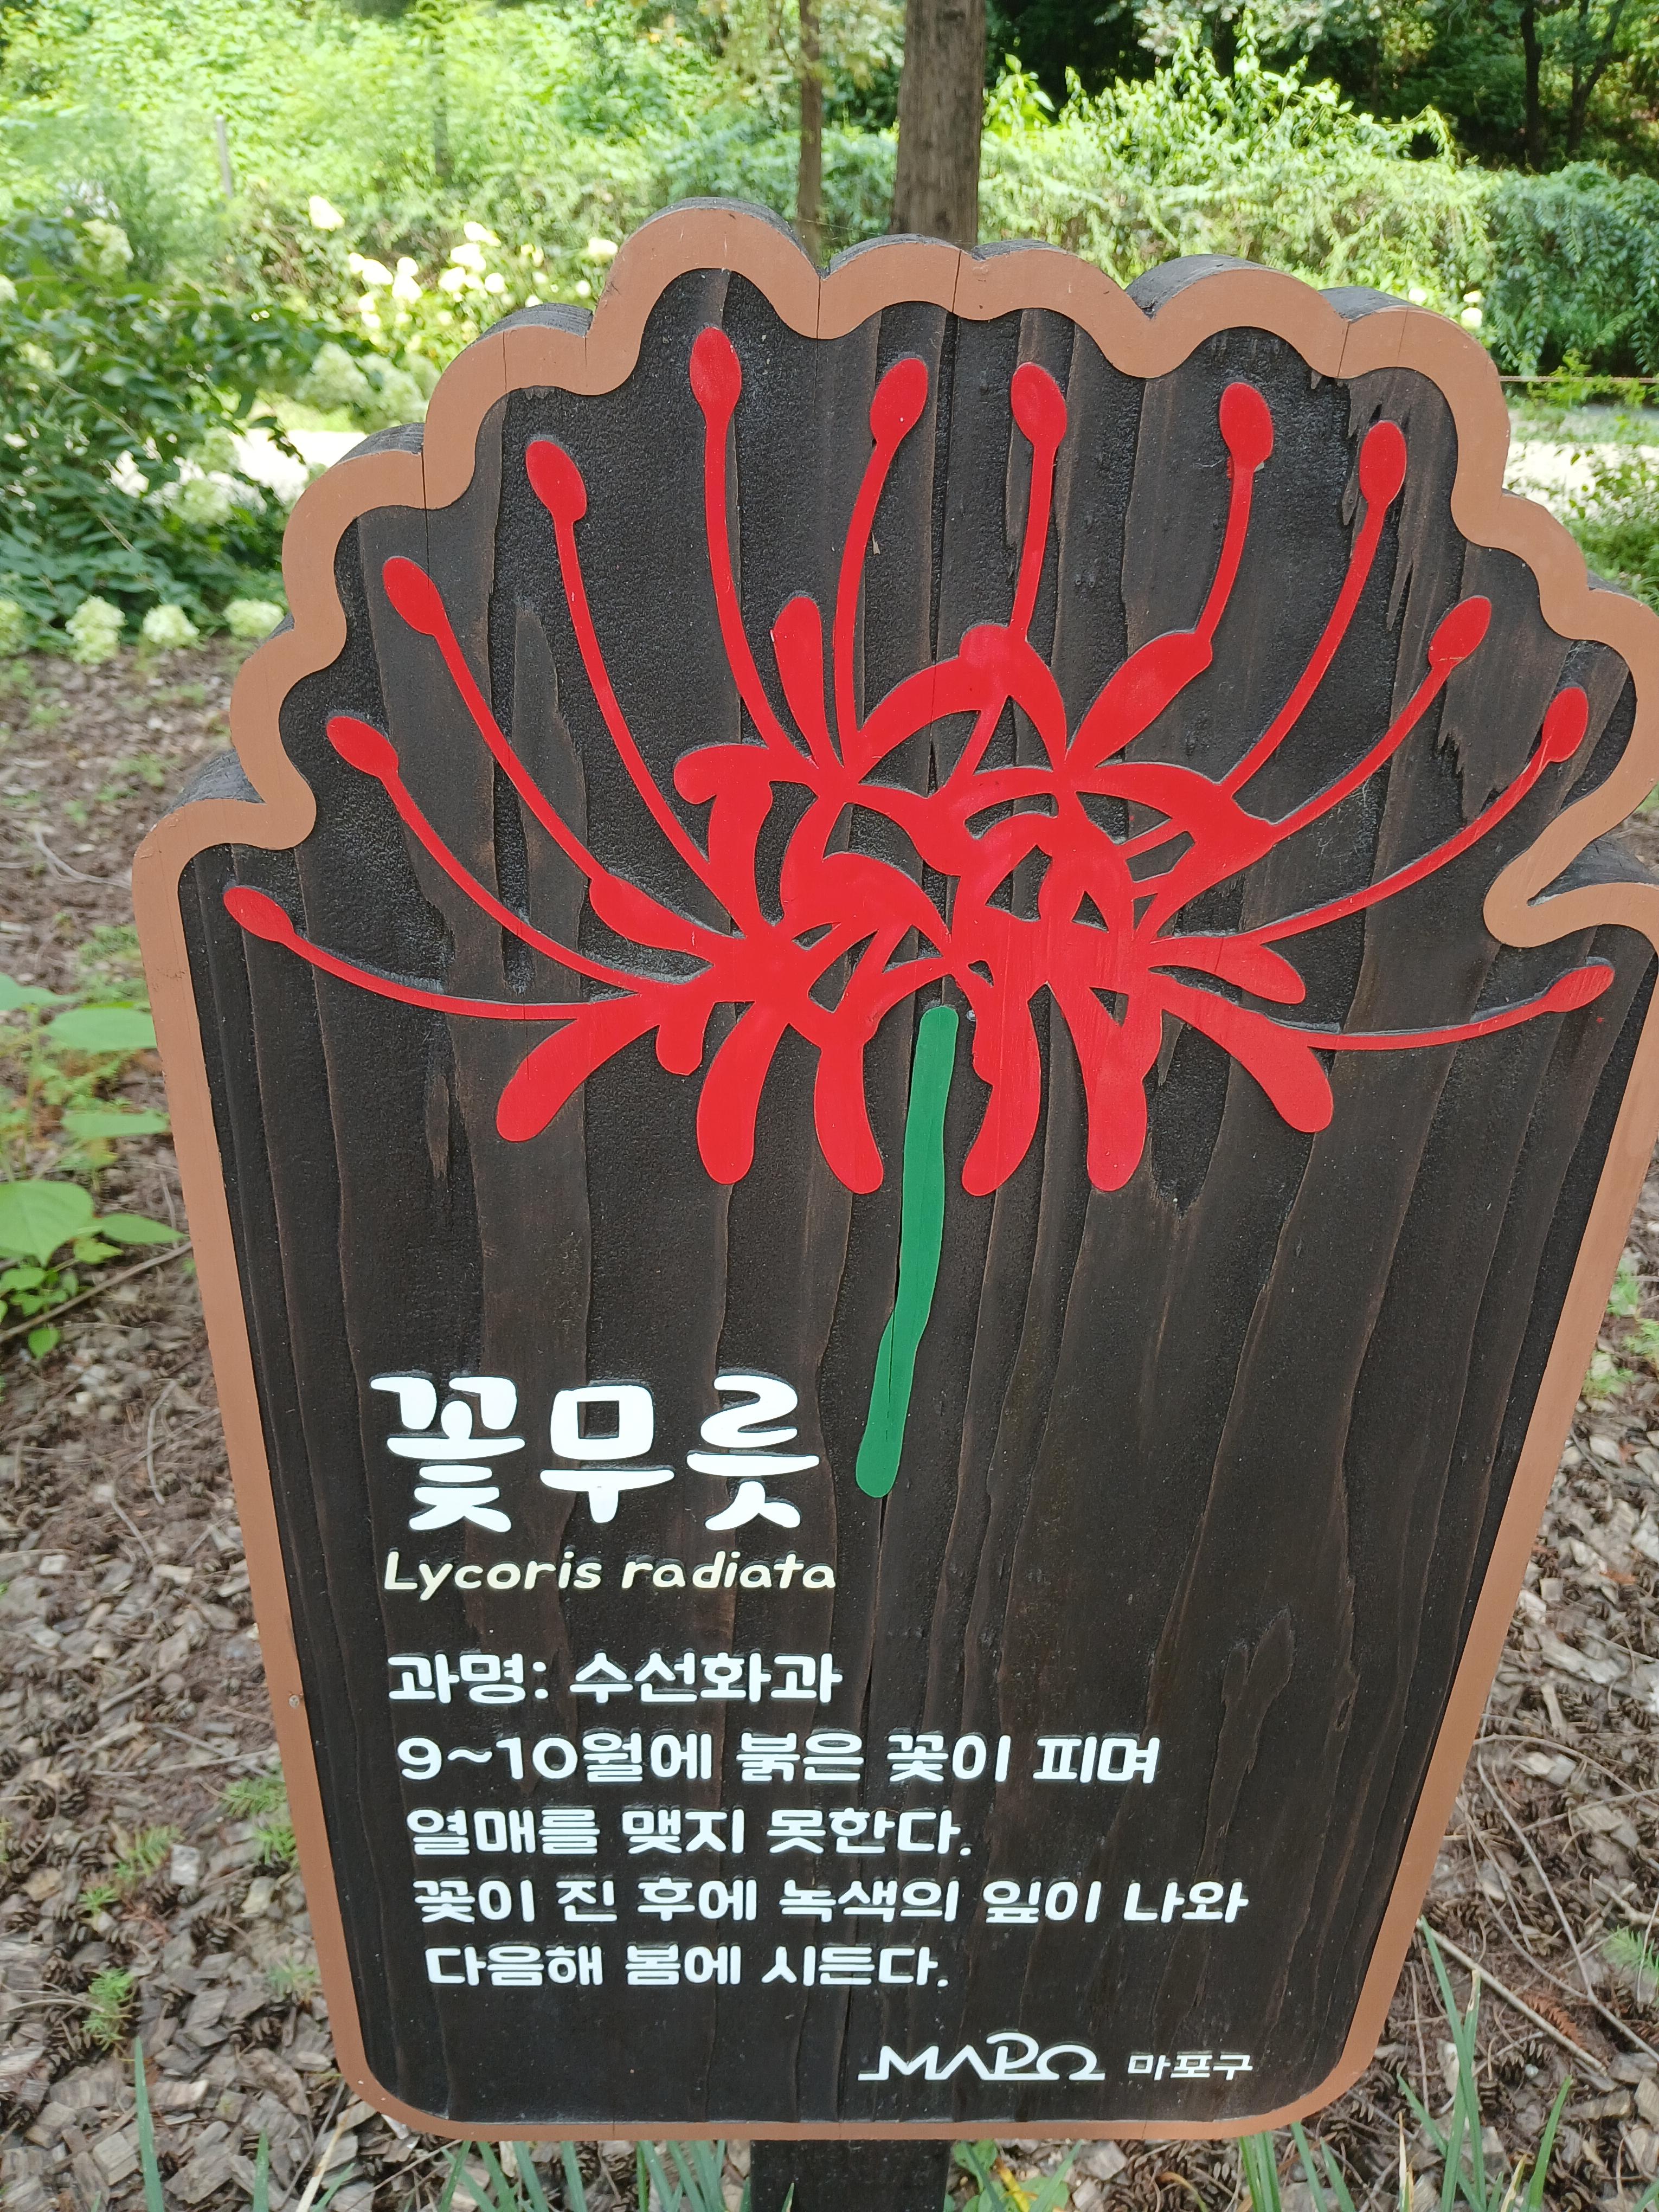 꽃무릇
Lycoris radiata
과명: 수선화과
9~10월에 붉은 꽃이 피며
열매를 맺지 못한다.
꽃이 진 후에 녹색의 잎이 나와
다음해 봄에 시든다.
MAPO 마포구